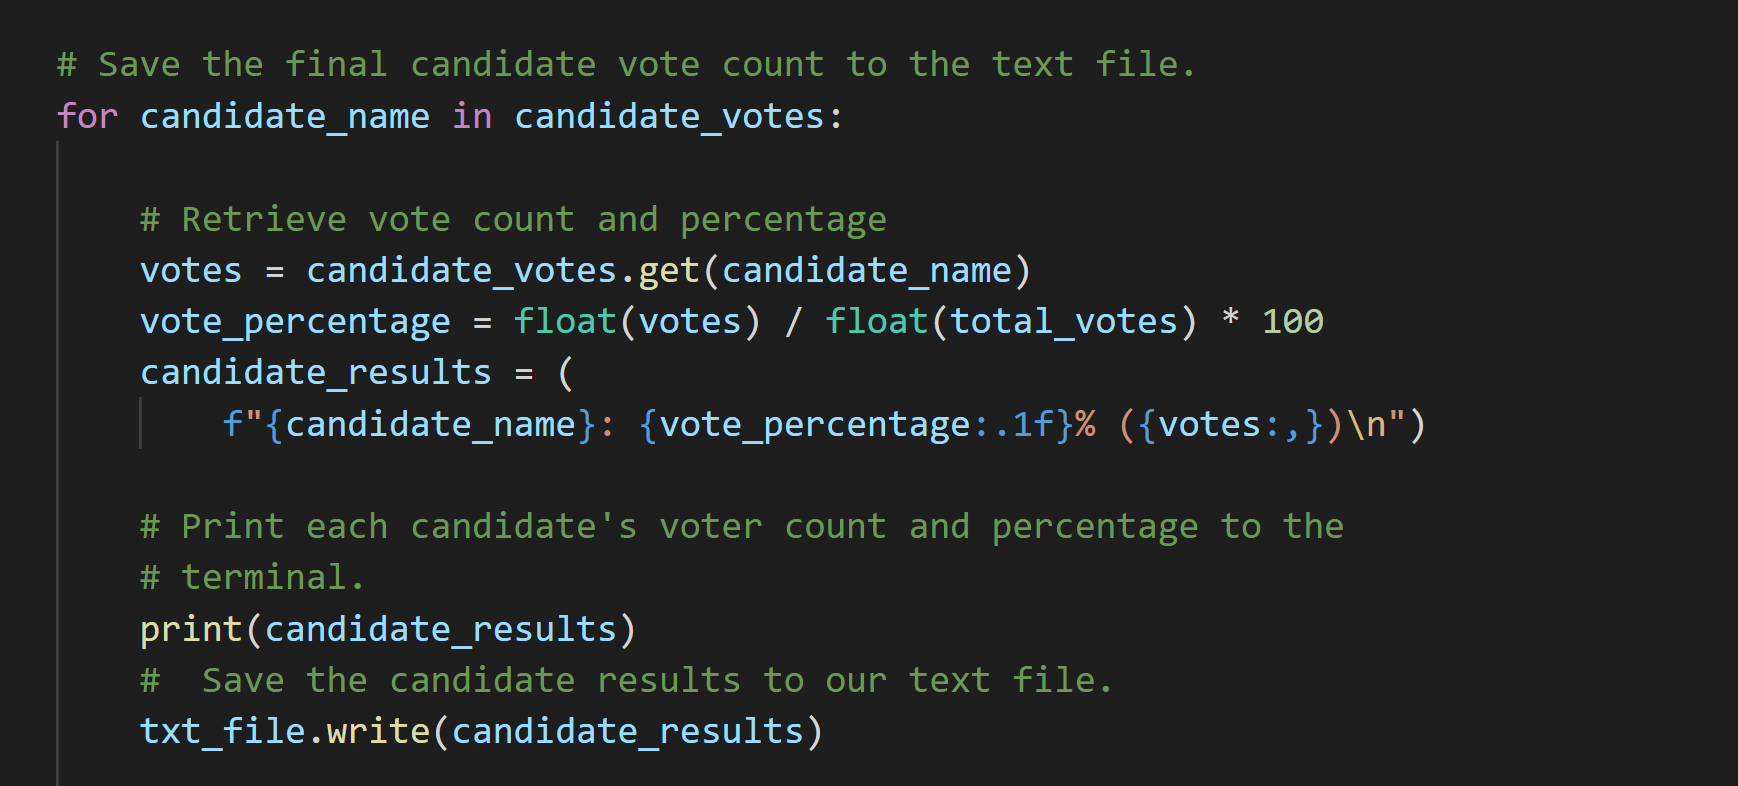 # Save the final candidate vote count to the text file.
for candidate_name in candidate_votes:
# Retrieve vote count and percentage
votes = candidate_votes.get(candidate_name)
vote_percentage = float(votes) / float(total_votes) * 100
candidate_results = (
f"{candidate_name}: {vote_percentage:.1f}% ({votes:,})\n")
# Print each candidate's voter count and percentage to the
# terminal.
print(candidate_results)
#  Save the candidate results to our text file.
txt_file.write(candidate_results)